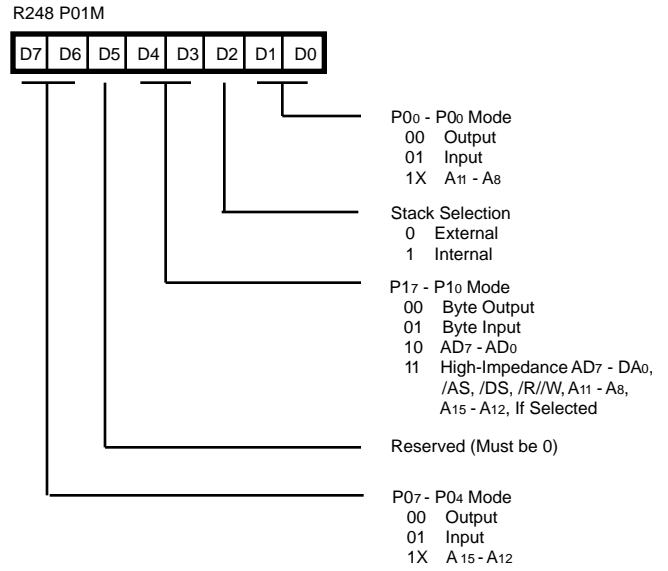 R248 P01M
D7 D6 D5 D4 D3 D2 D1 D0
P00 - P00 Mode
00 Output
01 Input
1X A11 - A8
Stack Selection
0 External
1 Internal
P17 - P10 Mode
00 Byte Output
01 Byte Input
10 AD7 - AD0
11 High-Impedance AD7 - DA0,
/AS, /DS, /R//W, A11 - A8,
A15 - A12, If Selected
Reserved (Must be 0)
P07 - P04 Mode
00 Output
01 Input
1X A15 - A12